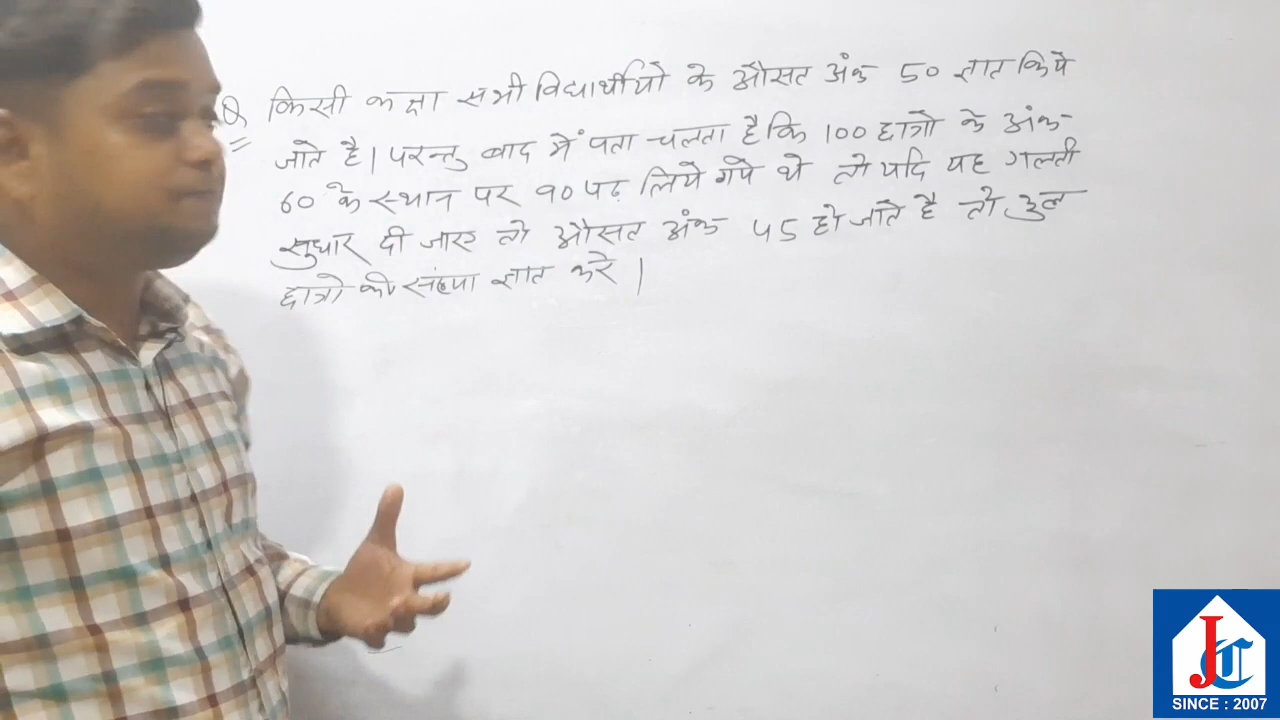 Q किसी कक्षा सभी विद्यार्थीयो के औसत अंक 50 ज्ञात किये
जाते है। परन्तु बाद में पता चलता है कि 100 छात्रो के अंक
60 के स्थान पर 90 पढ़ लिये गये थे तो यदि यह गलती
सुधार दी जाए तो औसत अंक 45 हो जाते है तो कुल
छात्रो की संख्या ज्ञात करे।
JCC
SINCE : 2007